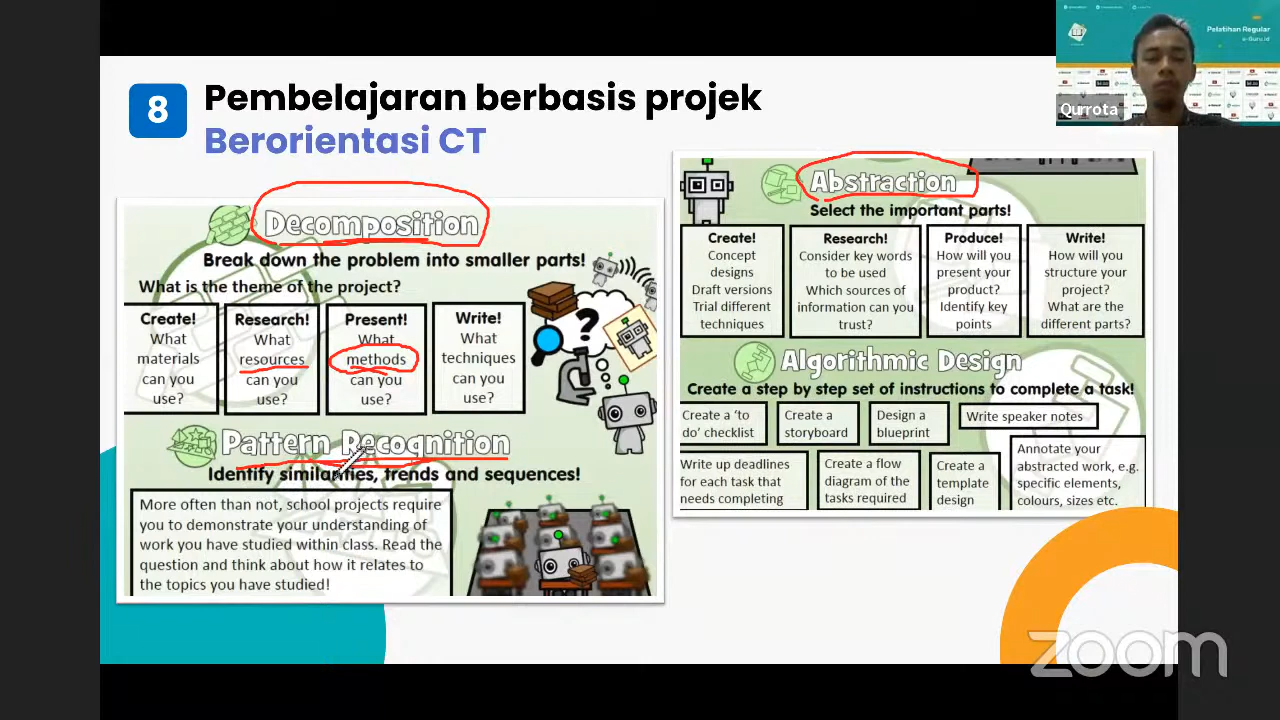 8
Pembelajaran berbasis projek
Berorientasi CT
Decomposition
Break down the problem into smaller parts!
What is the theme of the project?
Create!
What
materials
can you
use?
Research!
What
resources
can you
use?
Present!
What
methods
can you
use?
Write!
What
techniques
can you
use?
?
Pattern Recognition
Identify similarities, trends and sequences!
More often than not, school projects require
you to demonstrate your understanding of
work you have studied within class. Read the
question and think about how it relates to
the topics you have studied!
Abstraction
Select the important parts!
Create!
Concept
designs
Draft versions
Trial different
techniques
Research!
Consider key words
to be used
Which sources of
information can you
trust?
Produce!
How will you
present your
product?
Identify key
points
Write!
How will you
structure your
project?
What are the
different parts?
Algorithmic Design
Create a step by step set of instructions to complete a task!
Create a ‘to
do’ checklist
Create a
storyboard
Design a
blueprint
Write speaker notes
Write up deadlines
for each task that
needs completing
Create a flow
diagram of the
tasks required
Create a
template
design
Annotate your
abstracted work, e.g.
specific elements,
colours, sizes etc.
Pelatihan Regular
e-Guru.id
Qurrota
zoom